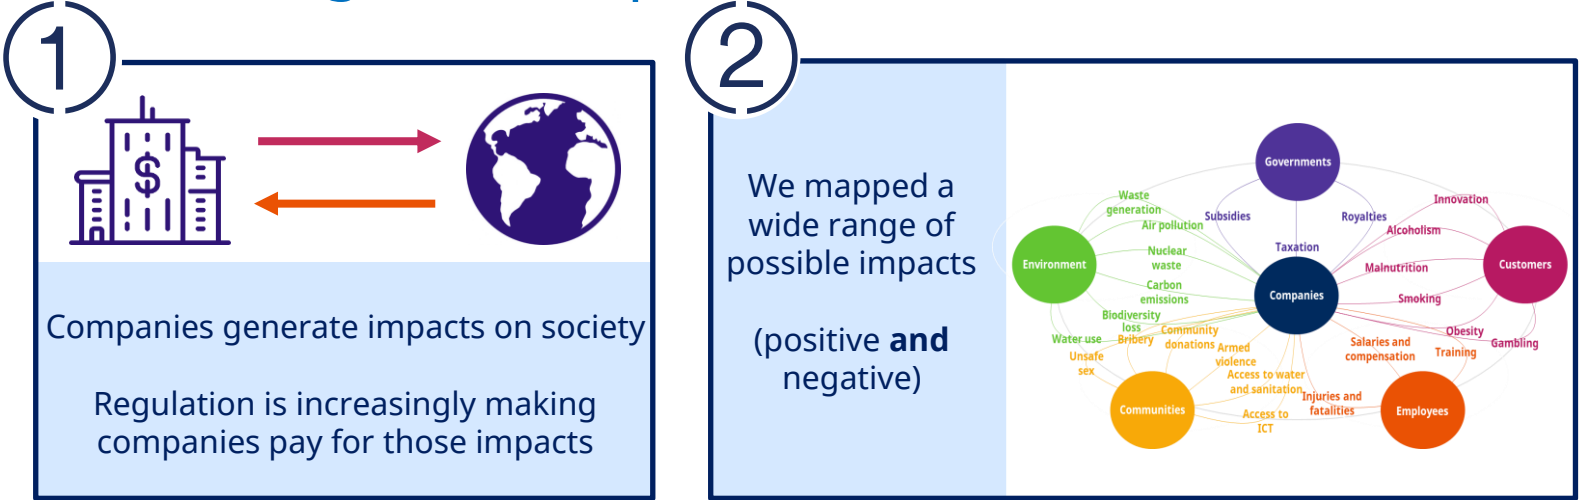 1
$
Companies generate impacts on society
Regulation is increasingly making
companies pay for those impacts
2
We mapped a
wide range of
possible impacts
(positive and
negative)
Governments
Waste
generation
Air pollution
Nuclear
waste
Carbon
emissions
Biodiversity
loss
Water use
Environment
Subsidies
Royalties
Taxation
Companies
Innovation
Alcoholism
Malnutrition
Smoking
Obesity
Gambling
Customers
Bribery
Community
donations
Unsafe
sex
Armed
violence
Access to water
and sanitation
Access to
ICT
Communities
Salaries and
compensation
Training
Injuries and
fatalities
Employees